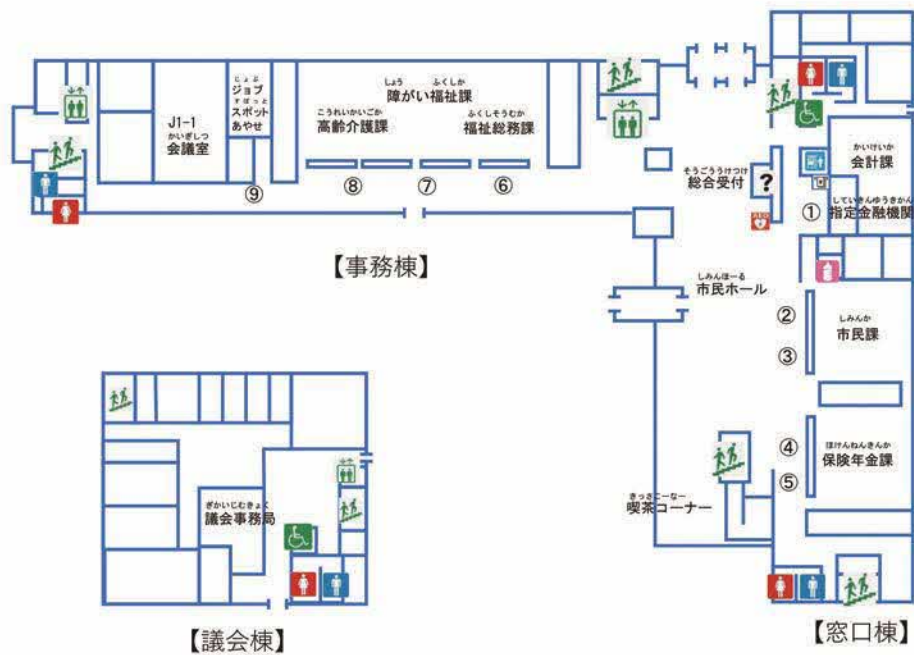 じょぶ
ジョブ
すぽっと
スポット
あやせ
J1-1
かいぎしつ
会議室
しょう ふくしか
障がい福祉課
こうれいかいごか
高齢介護課
ふくしそうむか
福祉総務課
⑨
⑧
⑦
⑥
【事務棟】
そうごううけつけ
総合受付
?
AED
かいけいか
会計課
①
していきんゆうきかん
指定金融機関
しみんほーる
市民ホール
②
③
しみんか
市民課
④
⑤
ほけんねんきんか
保険年金課
きっさこーなー
喫茶コーナー
【窓口棟】
ぎかいじむきょく
議会事務局
【議会棟】